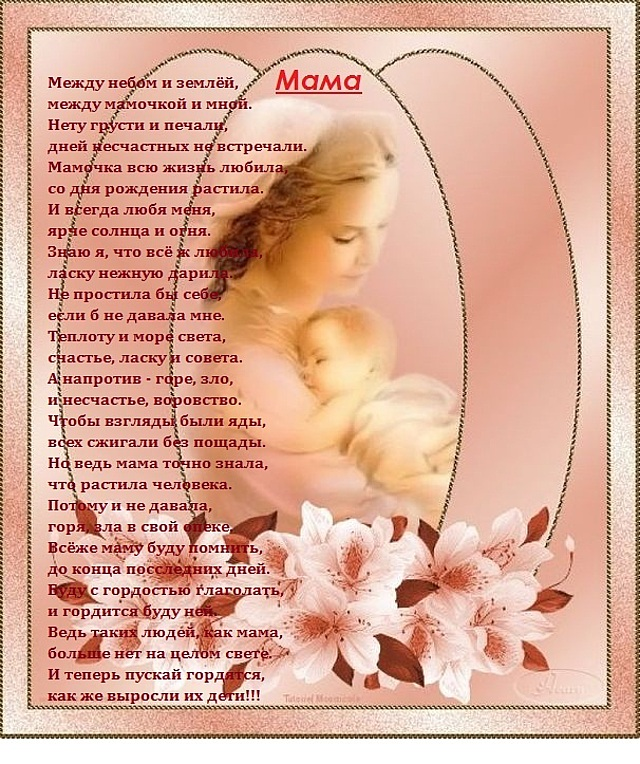 Мама
Между небом и землёй,
между мамочкой и мной.
Нету грусти и печали,
дней несчастных не встречали.
Мамочка всю жизнь любила,
со дня рождения растила.
И всегда любя меня,
ярче солнца и огня.
Знаю я, что всё ж любила,
ласку нежную дарила.
Не простила бы себе,
если б не давала мне.
Теплоту и море света,
счастье, ласку и совета.
А напротив - горе, зло,
и несчастье, воровство.
Чтобы взгляды были яды,
всех сжигали без пощады.
Но ведь мама точно знала,
что растила человека.
Потому и не давала,
горя, зла в свой опеке.
Всёже маму буду помнить,
до конца посследних дней.
Буду с гордостью глаголать,
и гордится буду ней.
Ведь таких людей, как мама,
больше нет на целом свете.
И теперь пускай гордятся,
как же выросли их дети!!!
Tutoriel